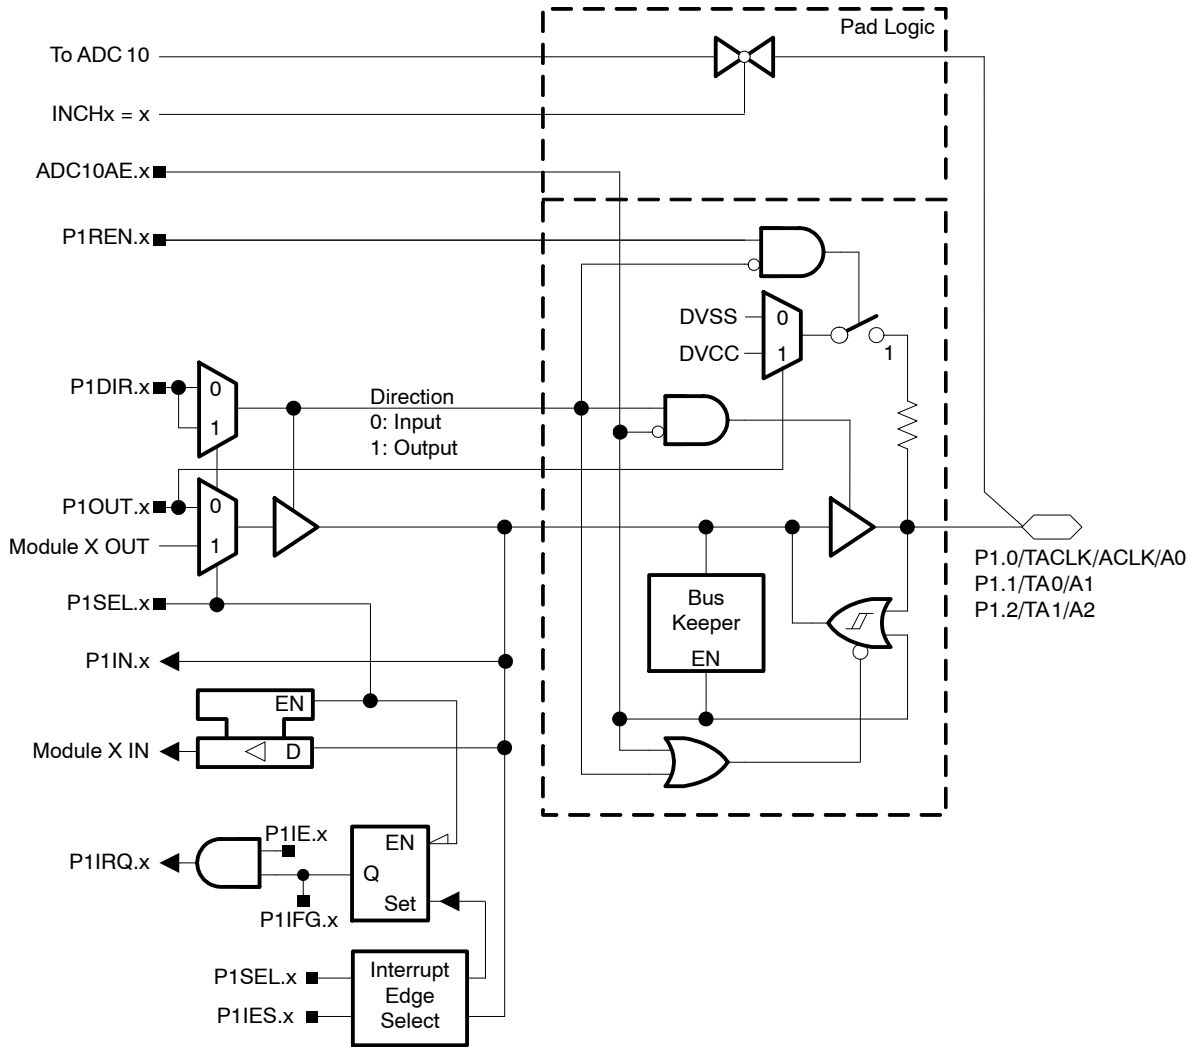 Pad Logic
To ADC 10
INCHx = x
ADC10AE.x
P1REN.x
DVSS
0
DVCC
1
1
P1DIR.x
0
1
Direction
0: Input
1: Output
P1OUT.x
0
Module X OUT
1
P1.0/TACLK/ACLK/A0
P1.1/TA0/A1
P1.2/TA1/A2
P1SEL.x
Bus
Keeper
EN
P1IN.x
EN
Module X IN
D
P1IE.x
P1IRQ.x
P1IFG.x
EN
Q
Set
P1SEL.x
P1IES.x
Interrupt
Edge
Select